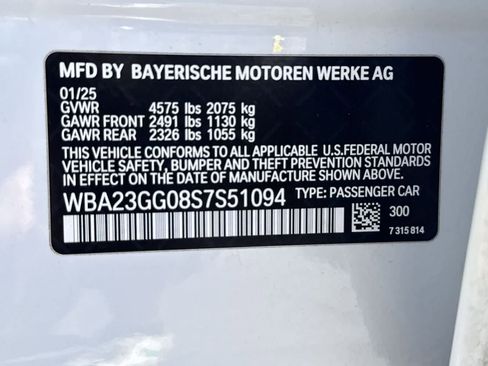 MFD BY BAYERISCHE MOTOREN WERKE AG
01/25
GVWR 4575 lbs 2075 kg
GAWR FRONT 2491 lbs 1130 kg
GAWR REAR 2326 lbs 1055 kg
THIS VEHICLE CONFORMS TO ALL APPLICABLE U.S.FEDERAL MOTOR
VEHICLE SAFETY, BUMPER, AND THEFT PREVENTION STANDARDS IN
EFFECT ON THE DATE OF MANUFACTURE SHOWN ABOVE.
WBA23GG08S7S51094 TYPE: PASSENGER CAR
300
7 315 814